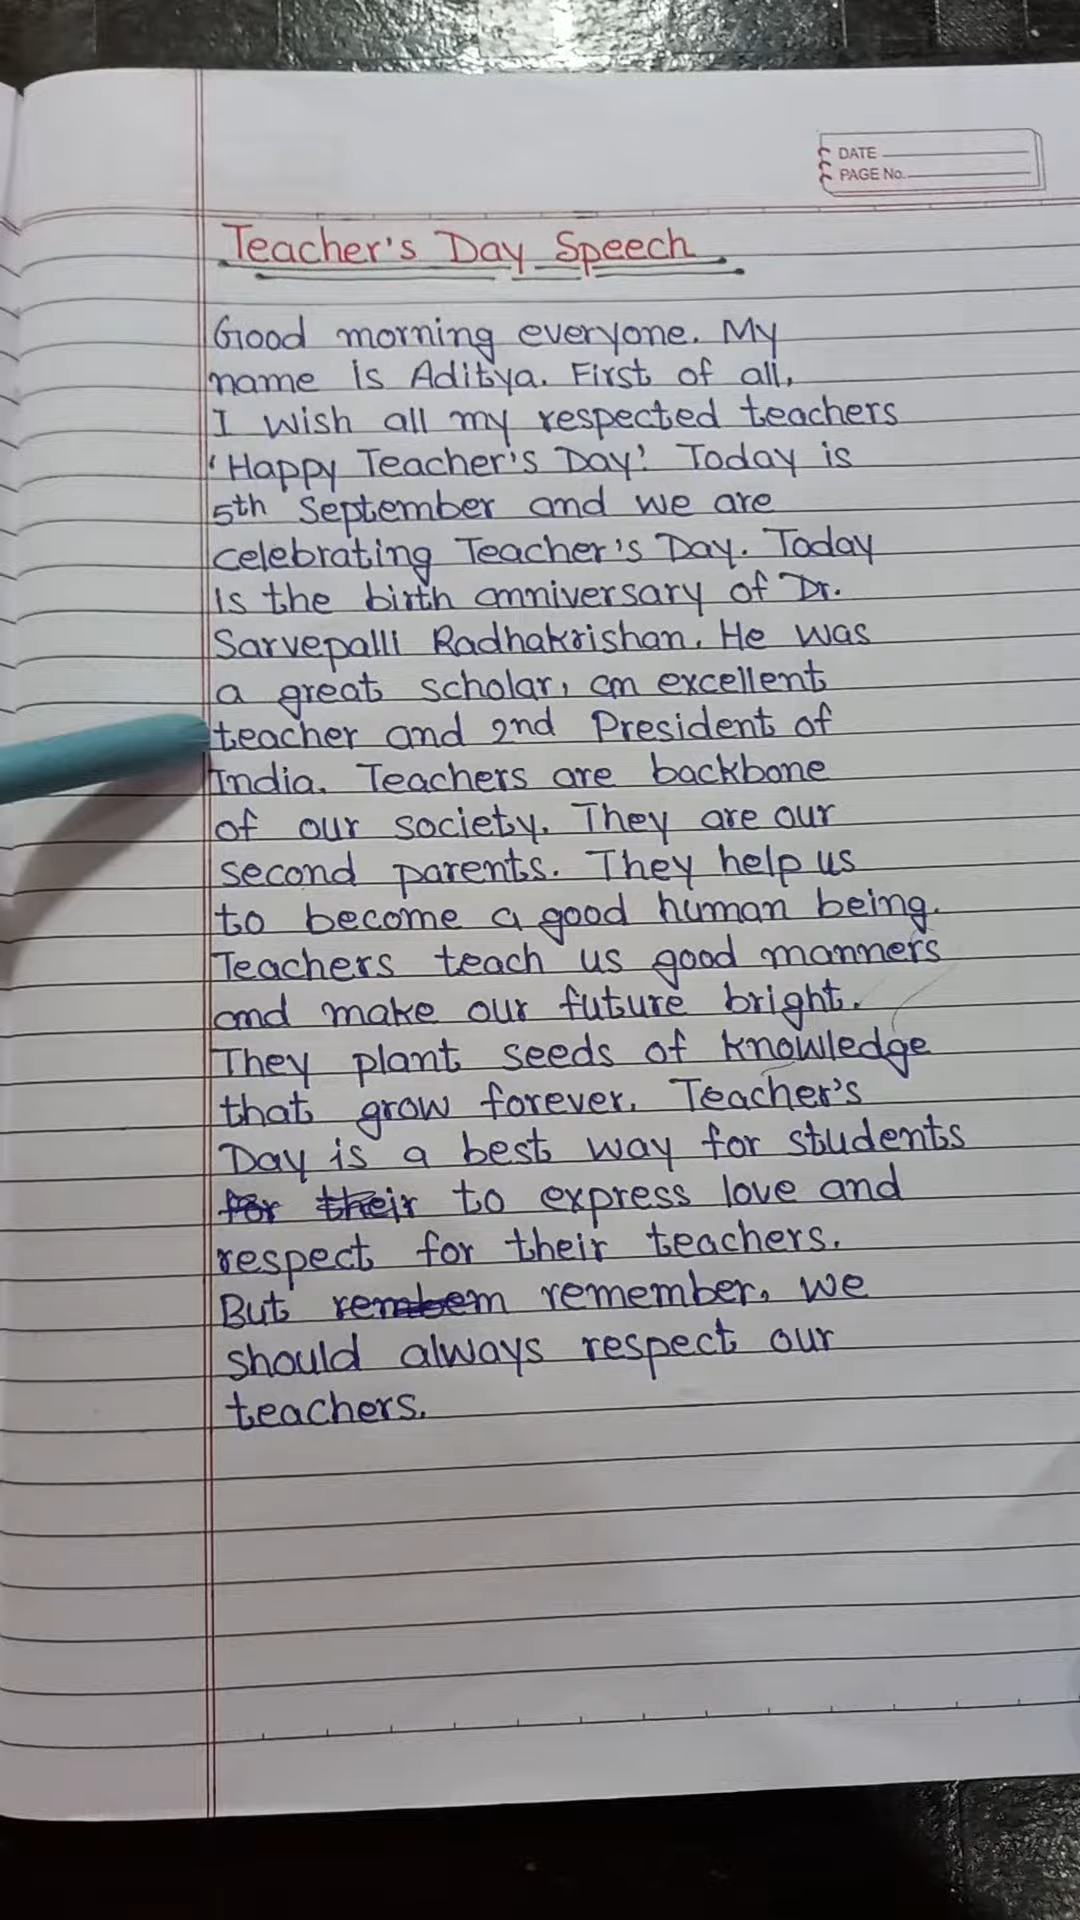 DATE
PAGE No.
Teacher's Day Speech
Good morning everyone. My
name is Aditya. First of all,
I wish all my respected teachers
'Happy Teacher's Day'. Today is
5th September and we are
celebrating Teacher's Day. Today
is the birth anniversary of Dr.
Sarvepalli Radhakrishan. He was
a great scholar, an excellent
teacher and 2nd President of
India. Teachers are backbone
of our society. They are our
second parents. They help us
to become a good human being.
Teachers teach us good manners
and make our future bright.
They plant seeds of knowledge
that grow forever. Teacher's
Day is a best way for students
for their to express love and
respect for their teachers.
But remember, we
should always respect our
teachers.